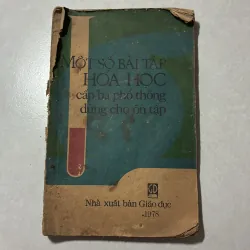 MỘT SỐ BÀI TẬP
HÓA HỌC
cấp ba phổ thông
dùng cho ôn tập
Nhà xuất bản Giáo dục
1978